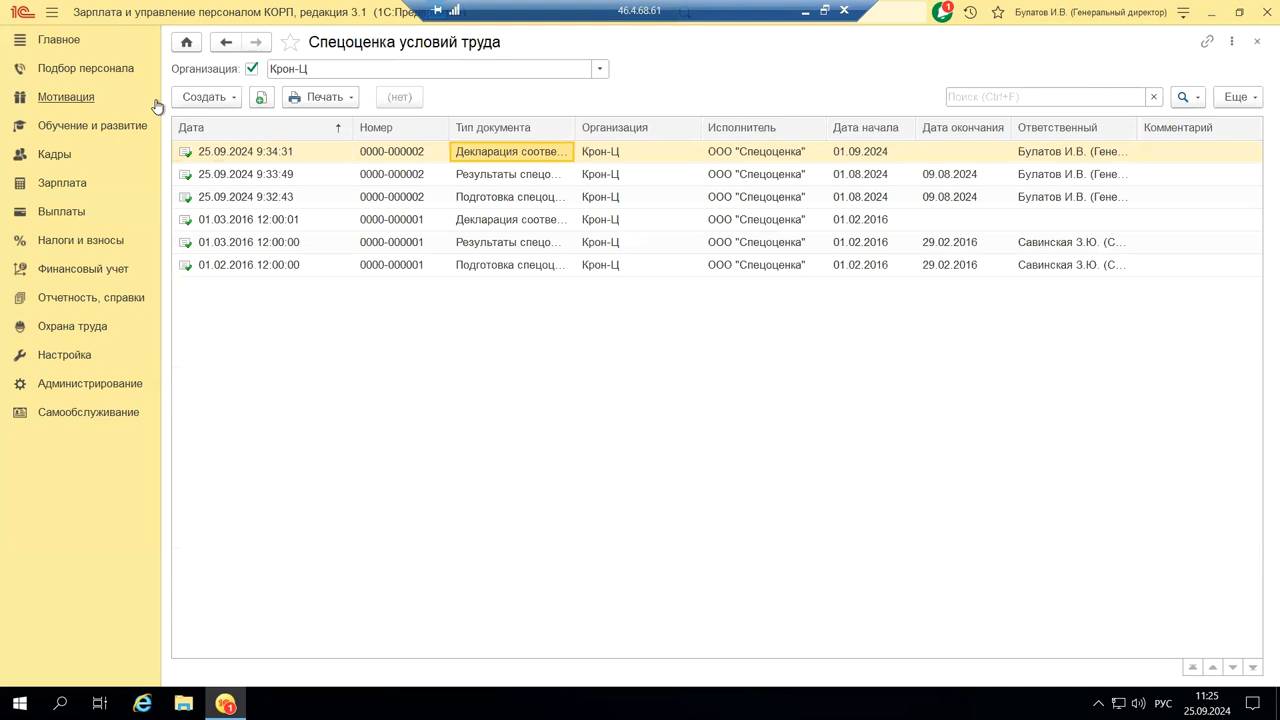 Зарплата и управление персоналом КОРП, редакция 3.1 (1С:Пред
46.4.68.61
1
Булатов И.В. (Генеральный директор)
Главное
Подбор персонала
Мотивация
Обучение и развитие
Кадры
Зарплата
Выплаты
Налоги и взносы
Финансовый учет
Отчетность, справки
Охрана труда
Настройка
Администрирование
Самообслуживание
Спецоценка условий труда
Организация: Крон-Ц
Создать Печать (нет) Поиск (Ctrl+F) Еще
Дата Номер Тип документа Организация Исполнитель Дата начала Дата окончания Ответственный Комментарий
25.09.2024 9:34:31 0000-000002 Декларация соотве... Крон-Ц ООО "Спецоценка" 01.09.2024 Булатов И.В. (Гене...
25.09.2024 9:33:49 0000-000002 Результаты спецо... Крон-Ц ООО "Спецоценка" 01.08.2024 09.08.2024 Булатов И.В. (Гене...
25.09.2024 9:32:43 0000-000002 Подготовка спецоц... Крон-Ц ООО "Спецоценка" 01.08.2024 09.08.2024 Булатов И.В. (Гене...
01.03.2016 12:00:01 0000-000001 Декларация соотве... Крон-Ц ООО "Спецоценка" 01.02.2016
01.03.2016 12:00:00 0000-000001 Результаты спецо... Крон-Ц ООО "Спецоценка" 01.02.2016 29.02.2016 Савинская З.Ю. (С...
01.02.2016 12:00:00 0000-000001 Подготовка спецоц... Крон-Ц ООО "Спецоценка" 01.02.2016 29.02.2016 Савинская З.Ю. (С...
1
РУС
11:25
25.09.2024